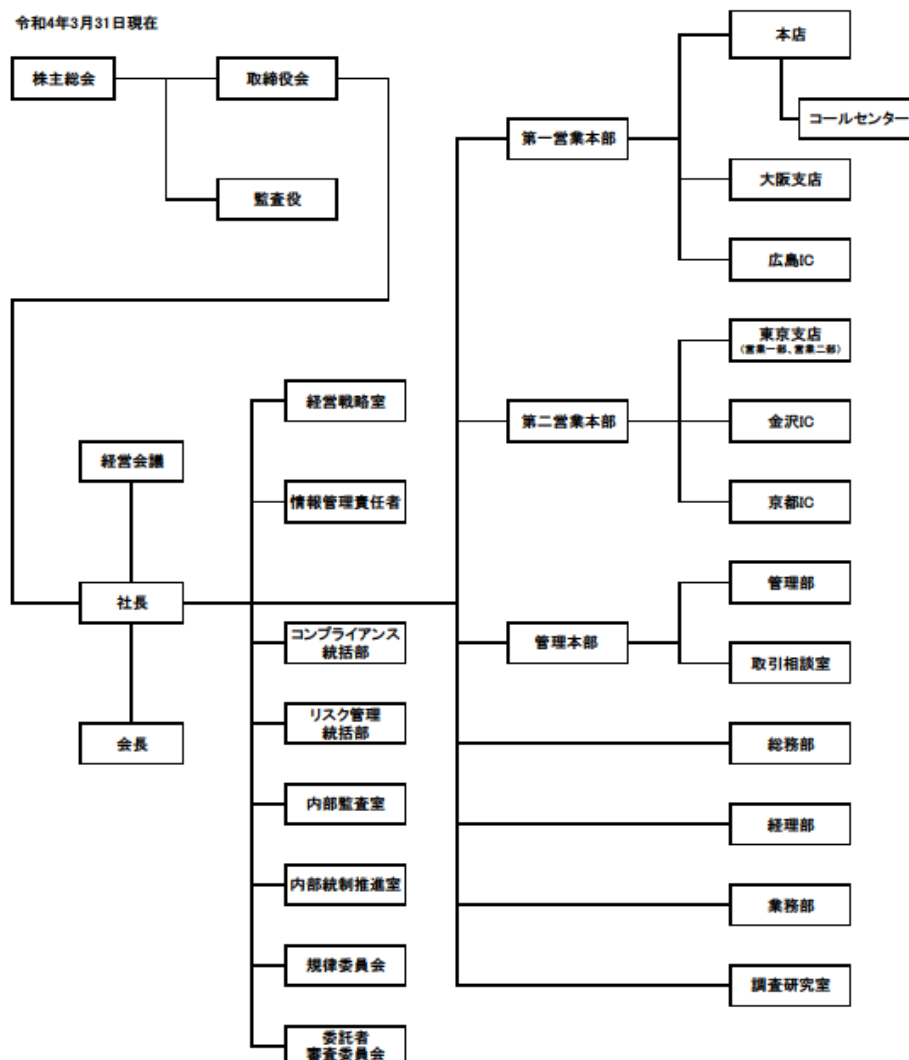 令和4年3月31日現在
株主総会
取締役会
監査役
本店
コールセンター
第一営業本部
大阪支店
広島IC
東京支店
(営業一部、営業二部)
第二営業本部
金沢IC
京都IC
経営戦略室
経営会議
情報管理責任者
社長
会長
コンプライアンス
統括部
リスク管理
統括部
内部監査室
内部統制推進室
規律委員会
委託者
審査委員会
管理本部
管理部
取引相談室
総務部
経理部
業務部
調査研究室